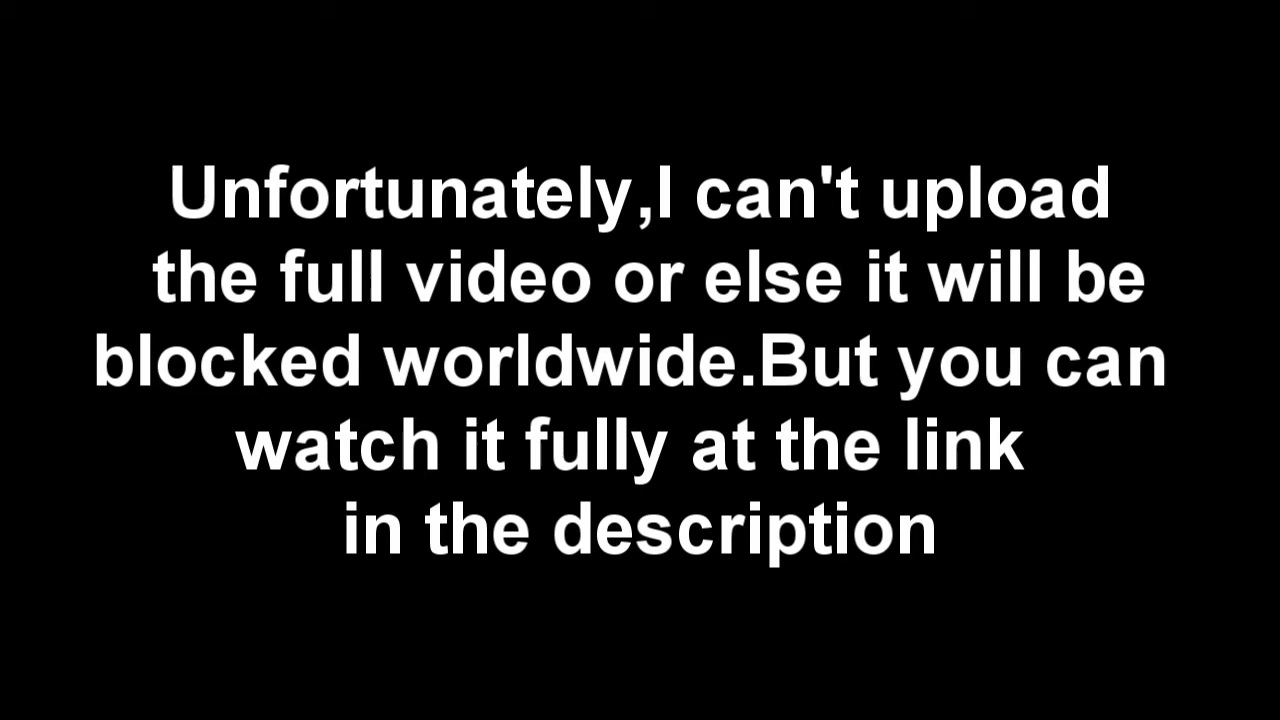 Unfortunately,I can't upload
the full video or else it will be
blocked worldwide.But you can
watch it fully at the link
in the description